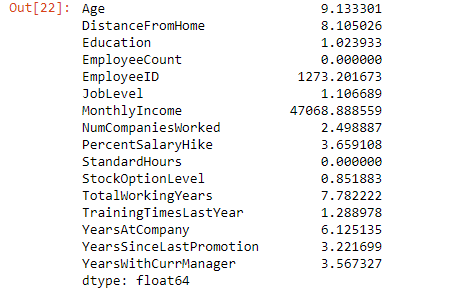 Out[22]: Age 9.133301
DistanceFromHome 8.105026
Education 1.023933
EmployeeCount 0.000000
EmployeeID 1273.201673
JobLevel 1.106689
MonthlyIncome 47068.888559
NumCompaniesWorked 2.498887
PercentSalaryHike 3.659108
StandardHours 0.000000
StockOptionLevel 0.851883
TotalWorkingYears 7.782222
TrainingTimesLastYear 1.288978
YearsAtCompany 6.125135
YearsSinceLastPromotion 3.221699
YearsWithCurrManager 3.567327
dtype: float64